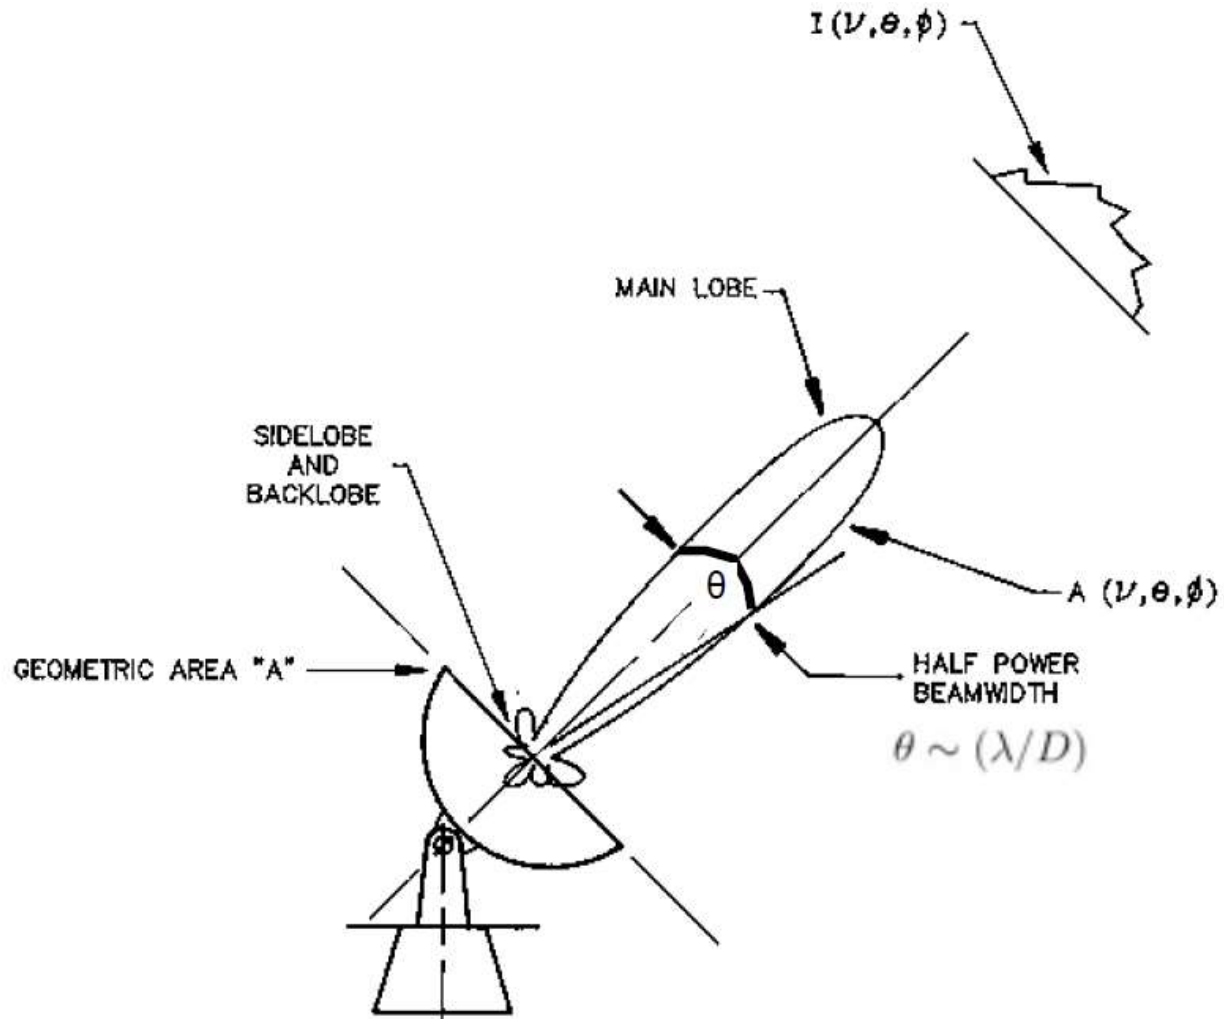 I(ν,θ,ϕ)
MAIN LOBE
SIDELOBE
AND
BACKLOBE
θ
A (ν,θ,ϕ)
GEOMETRIC AREA "A"
HALF POWER
BEAMWIDTH
θ ∼ (λ/D)